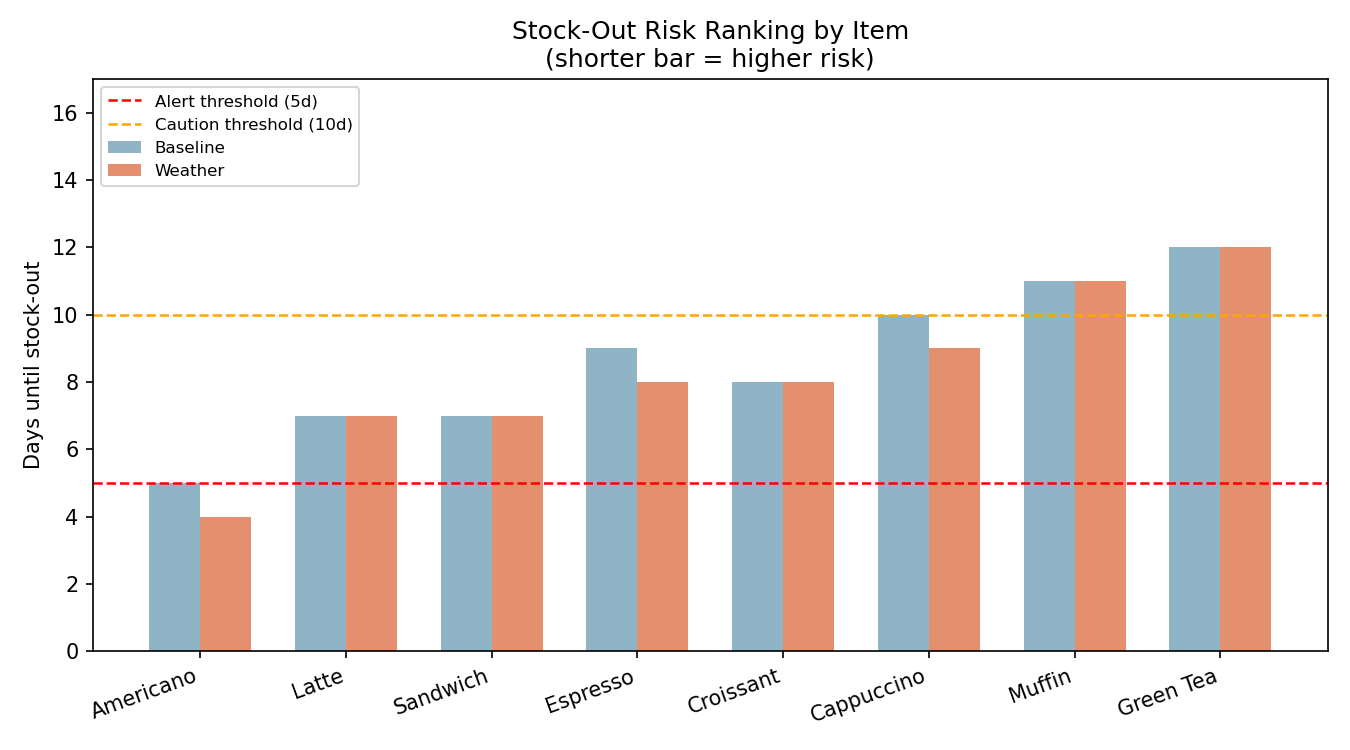 Stock-Out Risk Ranking by Item
(shorter bar = higher risk)
Alert threshold (5d)
Caution threshold (10d)
Baseline
Weather
Days until stock-out
16
14
12
10
8
6
4
2
0
Americano
Latte
Sandwich
Espresso
Croissant
Cappuccino
Muffin
Green Tea